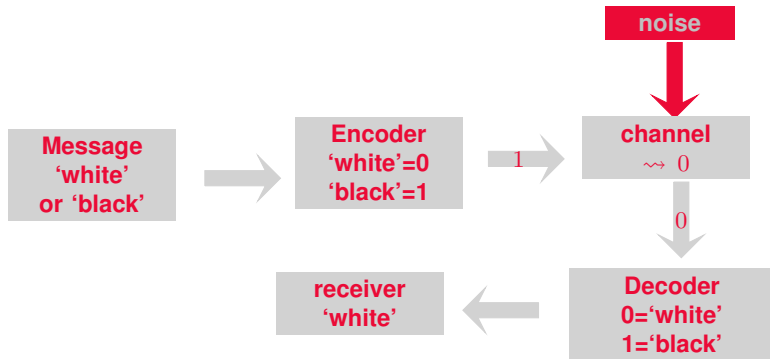 noise
Message
‘white’
or ‘black’
Encoder
‘white’=0
‘black’=1
1
channel
⇝ 0
0
Decoder
0=‘white’
1=‘black’
receiver
‘white’